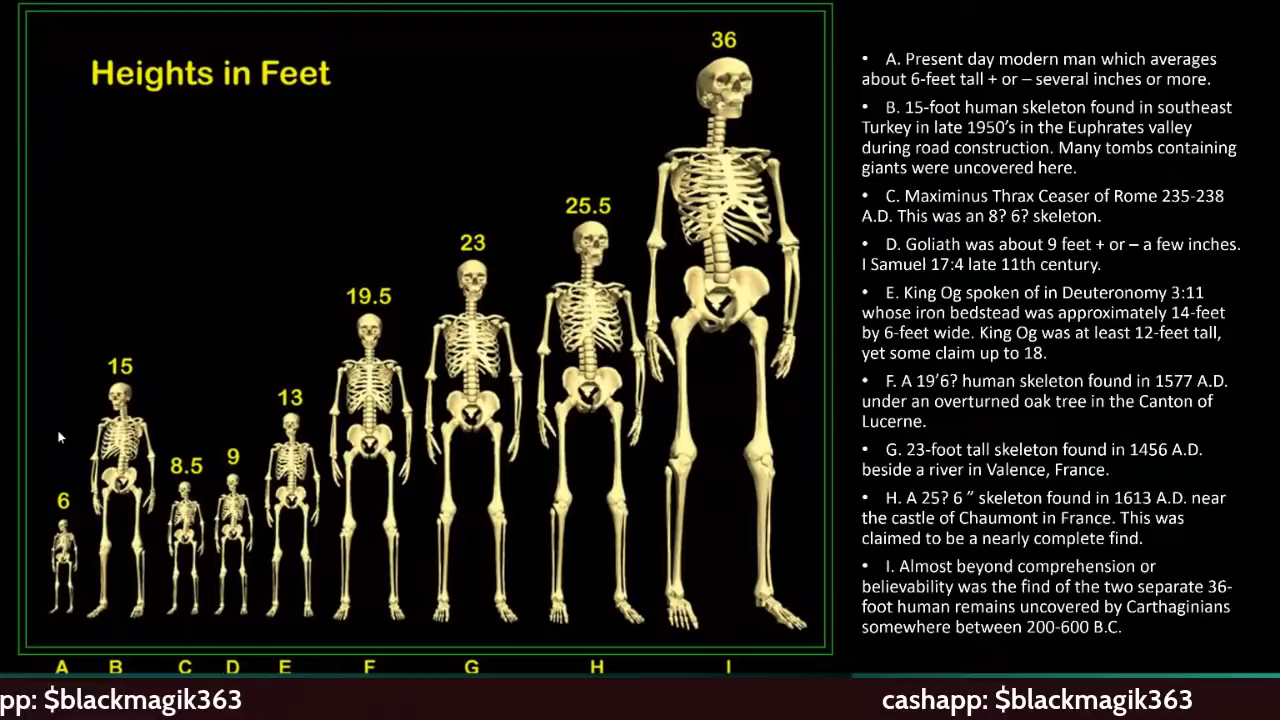 Heights in Feet
36
25.5
23
19.5
15
13
9
8.5
6
A B C D E F G H I
• A. Present day modern man which averages
about 6-feet tall + or – several inches or more.
• B. 15-foot human skeleton found in southeast
Turkey in late 1950's in the Euphrates valley
during road construction. Many tombs containing
giants were uncovered here.
• C. Maximinus Thrax Ceaser of Rome 235-238
A.D. This was an 8? 6? skeleton.
• D. Goliath was about 9 feet + or – a few inches.
I Samuel 17:4 late 11th century.
• E. King Og spoken of in Deuteronomy 3:11
whose iron bedstead was approximately 14-feet
by 6-feet wide. King Og was at least 12-feet tall,
yet some claim up to 18.
• F. A 19’6? human skeleton found in 1577 A.D.
under an overturned oak tree in the Canton of
Lucerne.
• G. 23-foot tall skeleton found in 1456 A.D.
beside a river in Valence, France.
• H. A 25? 6 ” skeleton found in 1613 A.D. near
the castle of Chaumont in France. This was
claimed to be a nearly complete find.
• I. Almost beyond comprehension or
believability was the find of the two separate 36-
foot human remains uncovered by Carthaginians
somewhere between 200-600 B.C.
pp: $blackmagik363 cashapp: $blackmagik363